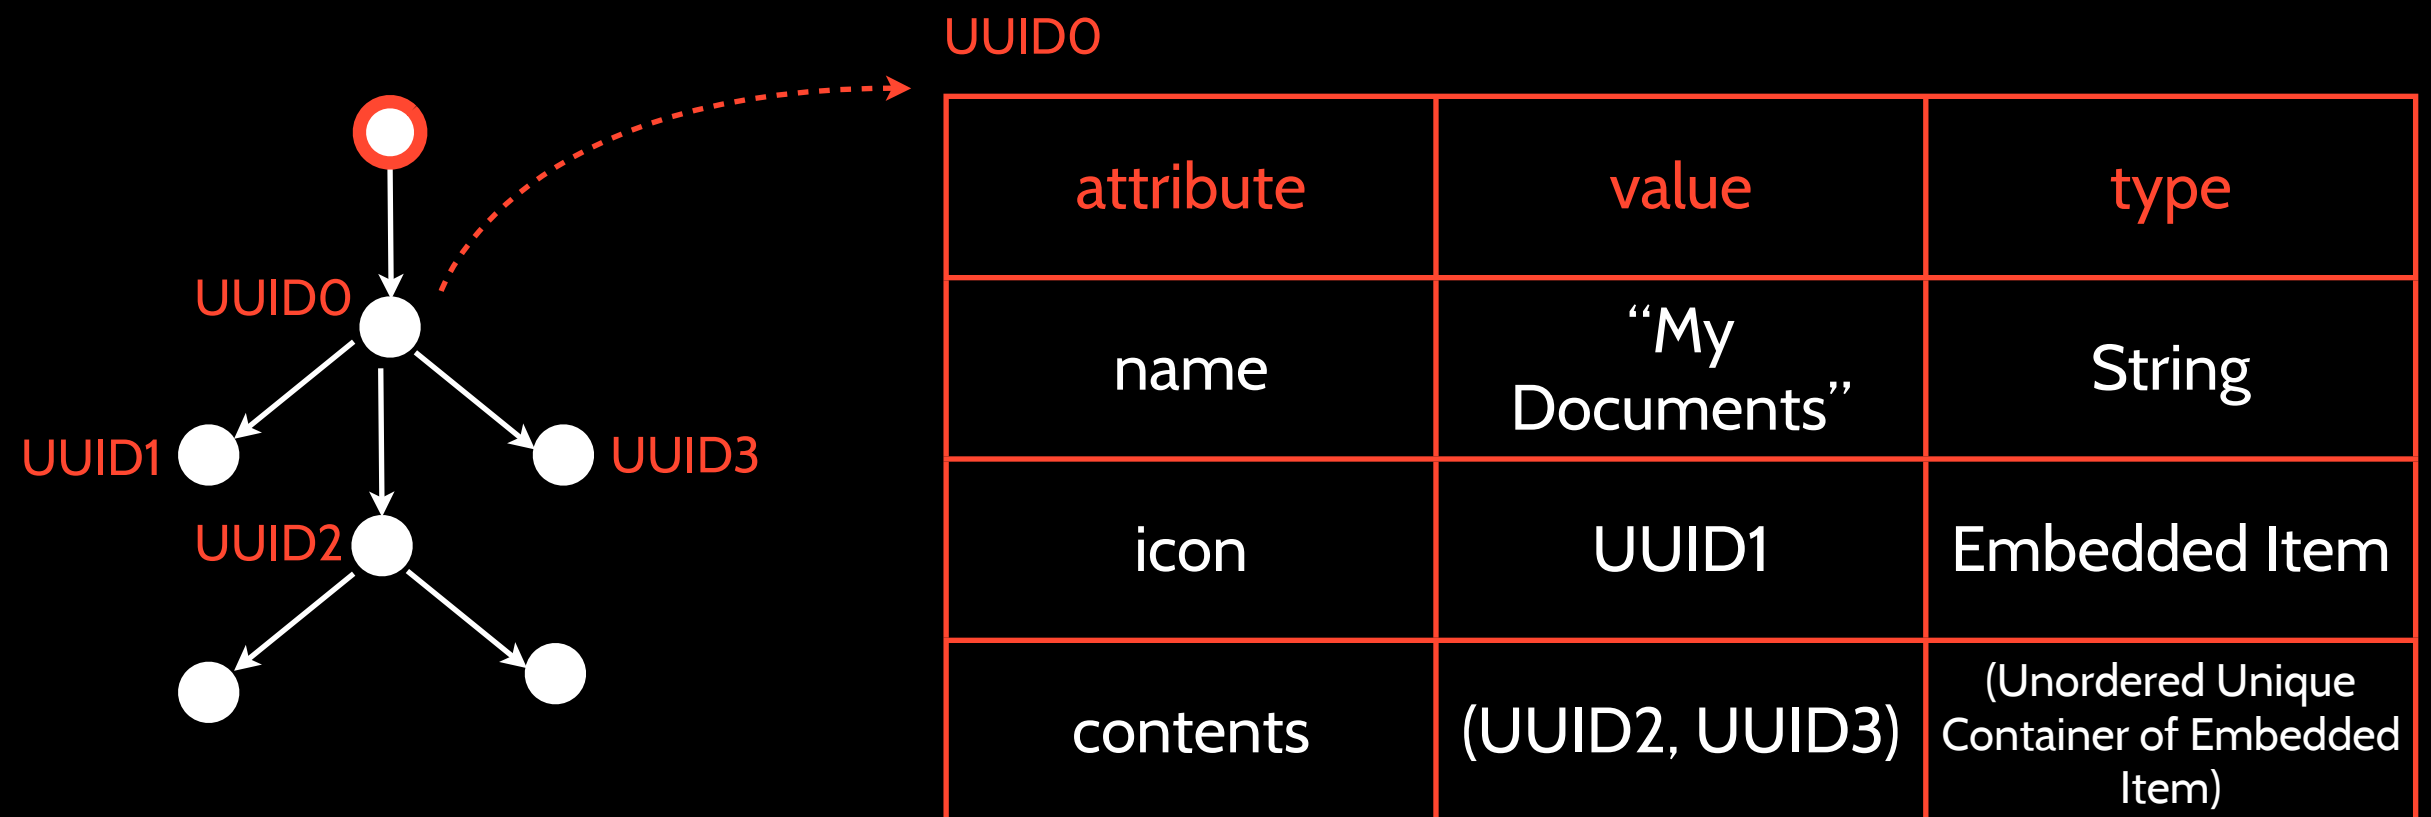 UUID0
UUID0
UUID1
UUID3
UUID2
attribute value type
name “My Documents” String
icon UUID1 Embedded Item
contents (UUID2, UUID3) (Unordered Unique
Container of Embedded
Item)